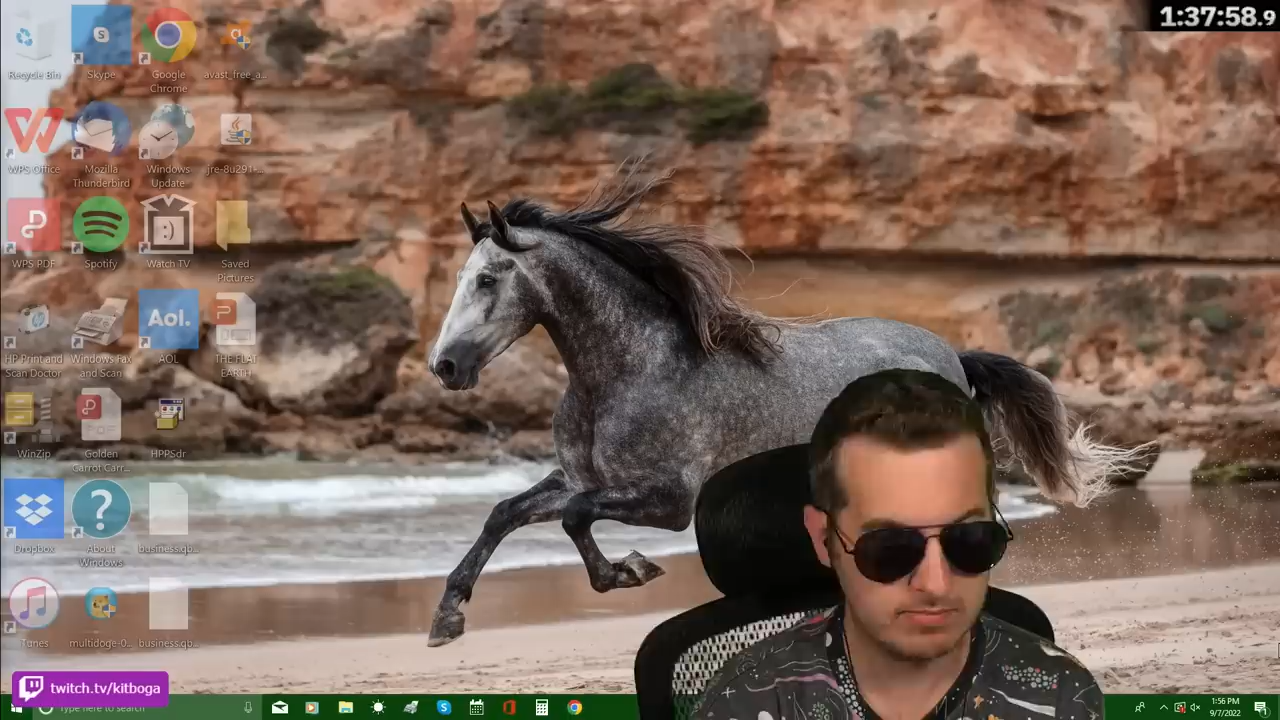 1:37:58.9
Recycle Bin
Skype
Google
Chrome
avast_free_a...
WPS Office
Mozilla
Thunderbird
Windows
Update
jre-8u291-...
WPS PDF
Spotify
Watch TV
Saved
Pictures
Aol.
HP Print and
Scan Doctor
Windows Fax
and Scan
AOL
THE FLAT
EARTH
PDF
WinZip
Golden
Carrot Carr...
HPPSdr
Dropbox
About
Windows
business.qb...
iTunes
multidoge-0...
business.qb...
twitch.tv/kitboga
Type here to search
1:56 PM
9/7/2022